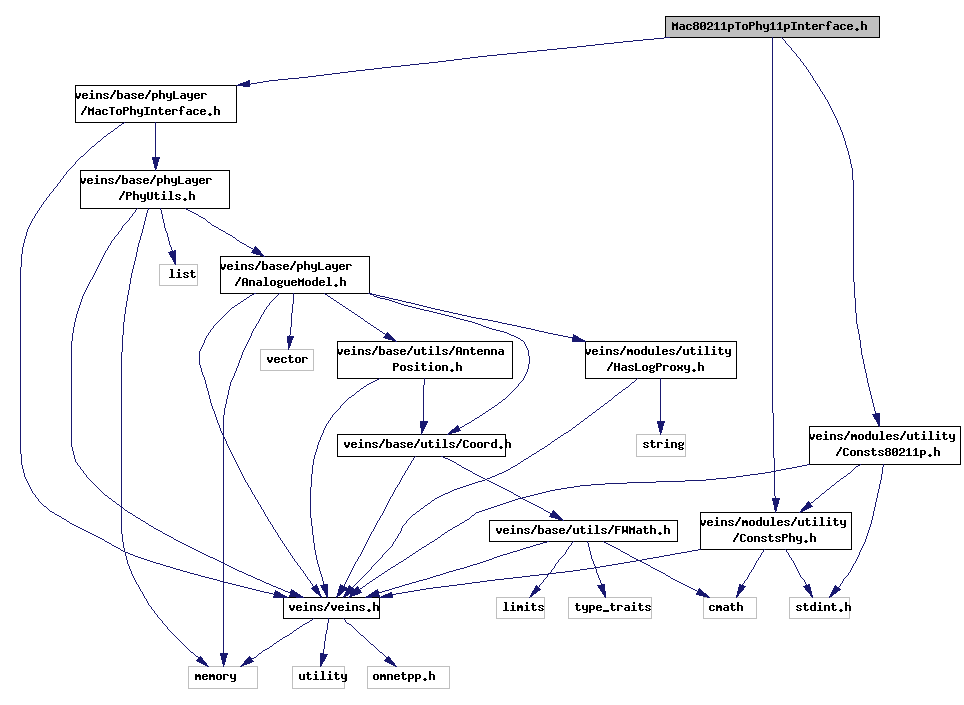 Mac80211pToPhy11pInterface.h
veins/base/phyLayer
/MacToPhyInterface.h
veins/base/phyLayer
/PhyUtils.h
list
veins/base/phyLayer
/AnalogueModel.h
vector
veins/base/utils/Antenna
Position.h
veins/modules/utility
/HasLogProxy.h
veins/base/utils/Coord.h
string
veins/modules/utility
/Consts80211p.h
veins/base/utils/FWMath.h
veins/modules/utility
/ConstsPhy.h
veins/veins.h
limits
type_traits
cmath
stdint.h
memory
utility
omnetpp.h